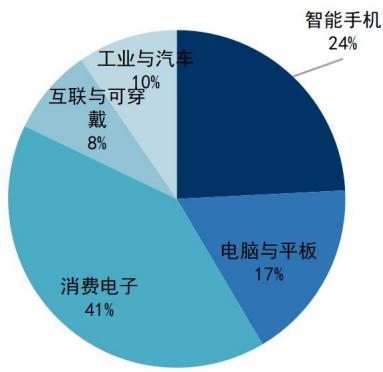 智能手机
24%
工业与汽车
10%
互联与可穿
戴
8%
电脑与平板
17%
消费电子
41%